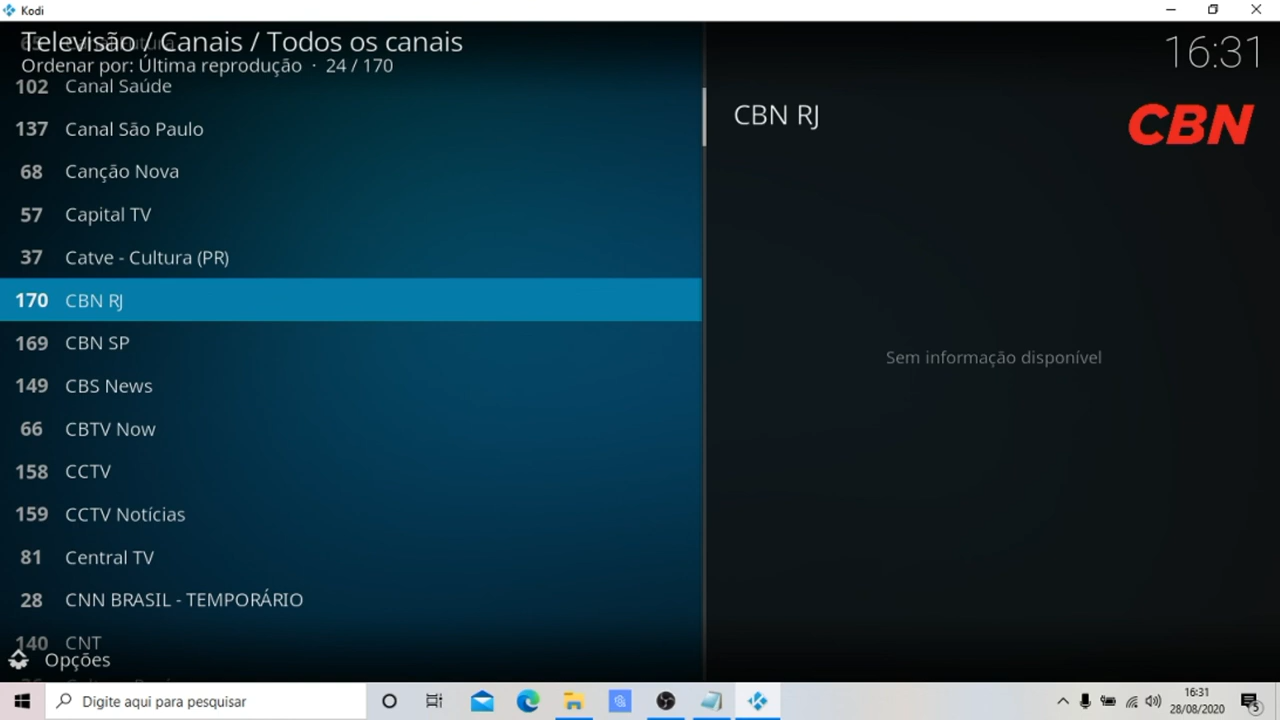 Kodi
Televisão / Canais / Todos os canais
Ordenar por: Última reprodução · 24 / 170
16:31
102 Canal Saúde
137 Canal São Paulo
68 Canção Nova
57 Capital TV
37 Catve - Cultura (PR)
170 CBN RJ
169 CBN SP
149 CBS News
66 CBTV Now
158 CCTV
159 CCTV Notícias
81 Central TV
28 CNN BRASIL - TEMPORÁRIO
140 CNT
Opções
CBN RJ
CBN
Sem informação disponível
Digite aqui para pesquisar
16:31
28/08/2020
5